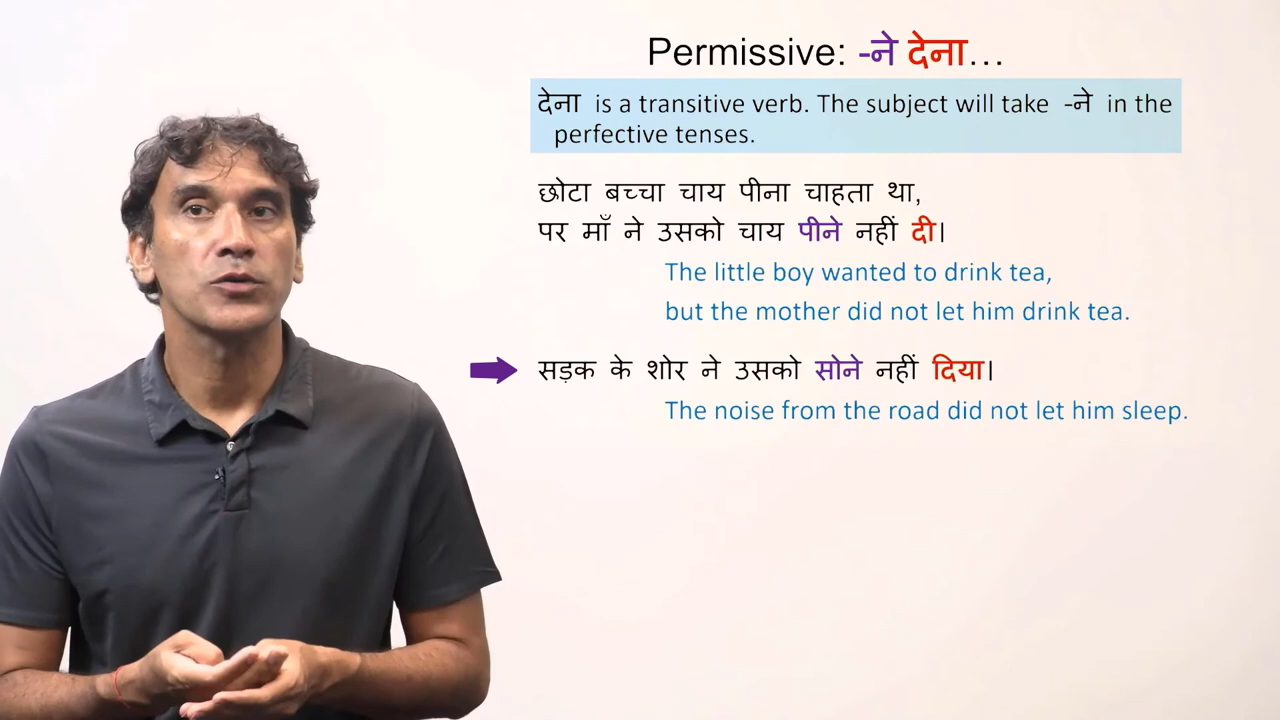 Permissive: -ने देना...
देना is a transitive verb. The subject will take -ने in the
perfective tenses.
छोटा बच्चा चाय पीना चाहता था,
पर माँ ने उसको चाय पीने नहीं दी।
The little boy wanted to drink tea,
but the mother did not let him drink tea.
सड़क के शोर ने उसको सोने नहीं दिया।
The noise from the road did not let him sleep.